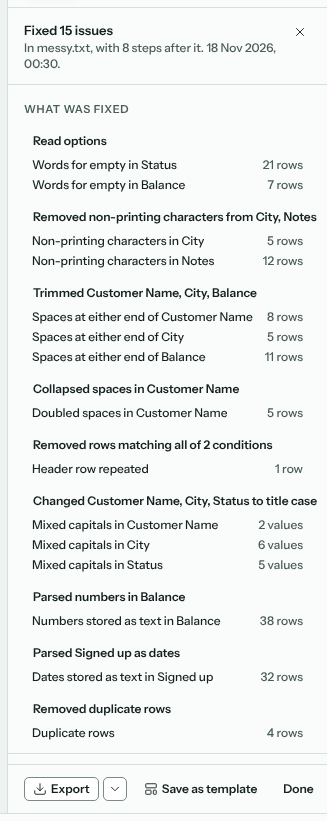 Fixed 15 issues
In messy.txt, with 8 steps after it. 18 Nov 2026,
00:30.
WHAT WAS FIXED
Read options
Words for empty in Status 21 rows
Words for empty in Balance 7 rows
Removed non-printing characters from City, Notes
Non-printing characters in City 5 rows
Non-printing characters in Notes 12 rows
Trimmed Customer Name, City, Balance
Spaces at either end of Customer Name 8 rows
Spaces at either end of City 5 rows
Spaces at either end of Balance 11 rows
Collapsed spaces in Customer Name
Doubled spaces in Customer Name 5 rows
Removed rows matching all of 2 conditions
Header row repeated 1 row
Changed Customer Name, City, Status to title case
Mixed capitals in Customer Name 2 values
Mixed capitals in City 6 values
Mixed capitals in Status 5 values
Parsed numbers in Balance
Numbers stored as text in Balance 38 rows
Parsed Signed up as dates
Dates stored as text in Signed up 32 rows
Removed duplicate rows
Duplicate rows 4 rows
Export Save as template Done